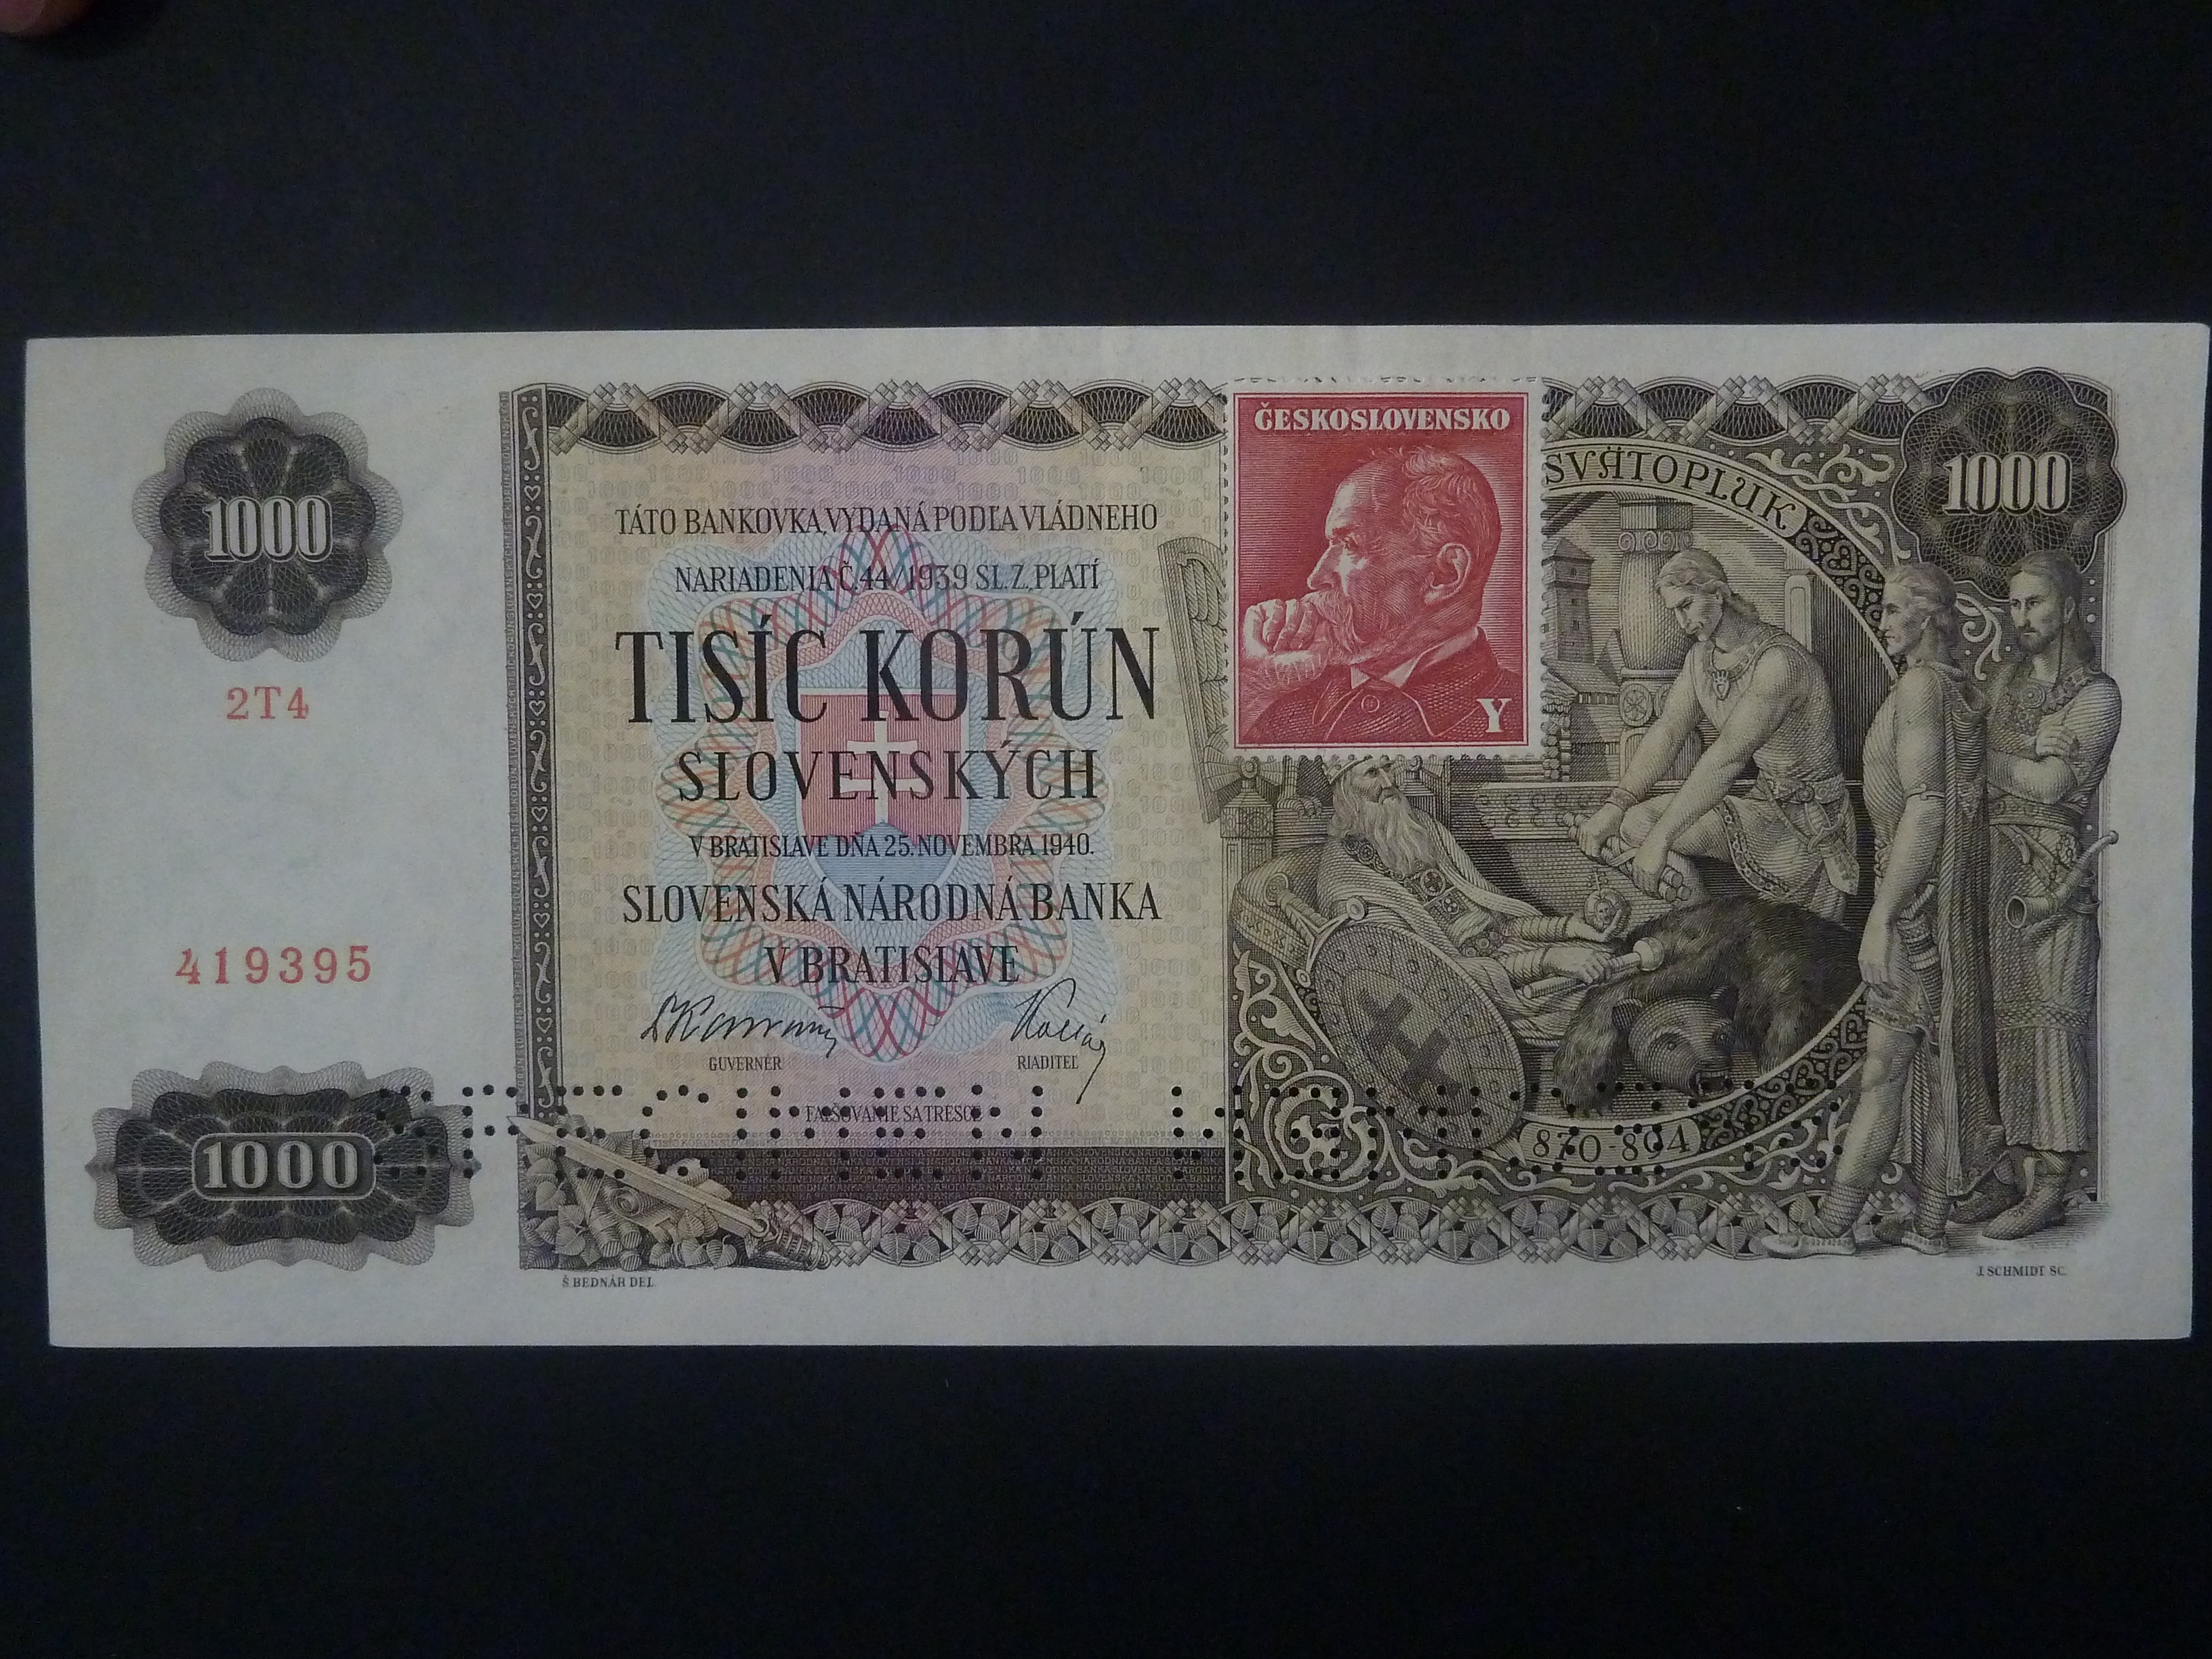 1000
2T4
419395
1000
TÁTO BANKOVKA, VYDANÁ PODĽA VLÁDNEHO
NARIADENIA Č. 44/1939 SL. Z. PLATÍ
TISÍC KORÚN
SLOVENSKÝCH
V BRATISLAVE DŇA 25. NOVEMBRA 1940.
SLOVENSKÁ NÁRODNÁ BANKA
V BRATISLAVE
GUVERNÉR
RIADITEĽ
FALŠOVANIE SA TRESCE
Š. BEDNÁR DEL.
ČESKOSLOVENSKO
Y
SVÄTOPLUK
1000
870-894
J. SCHMIDT SC.